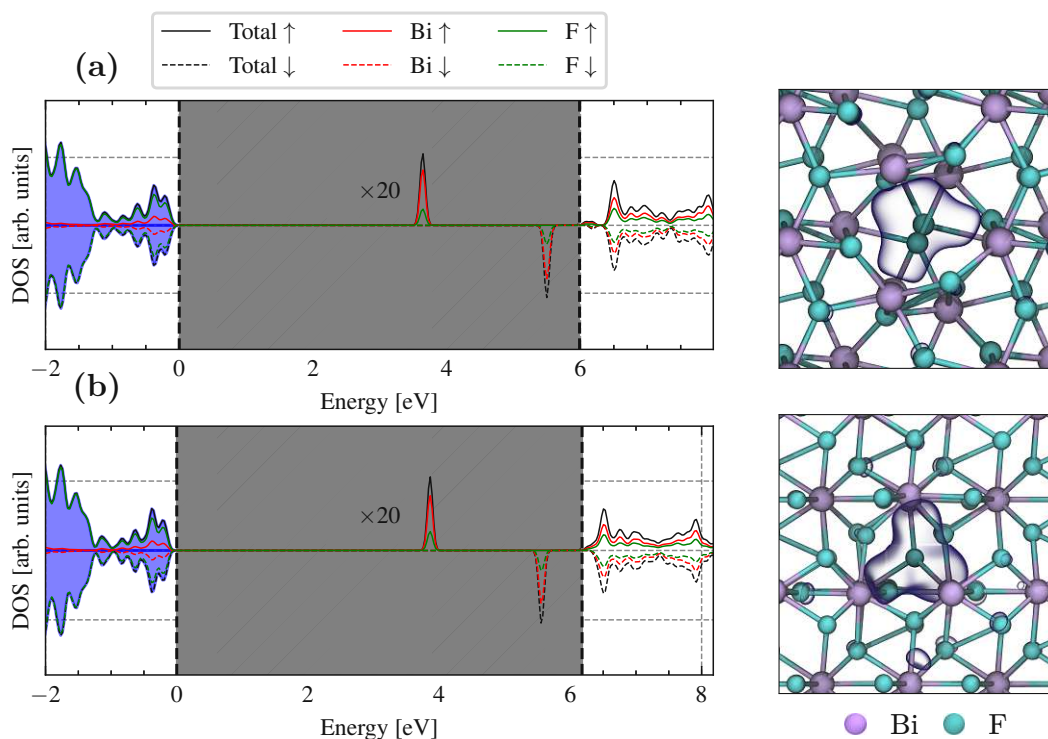 Total ↑ Bi ↑ F ↑
Total ↓ Bi ↓ F ↓
(a)
DOS [arb. units]
×20
−2 0 2 4 6
Energy [eV]
(b)
DOS [arb. units]
×20
−2 0 2 4 6 8
Energy [eV]
Bi F